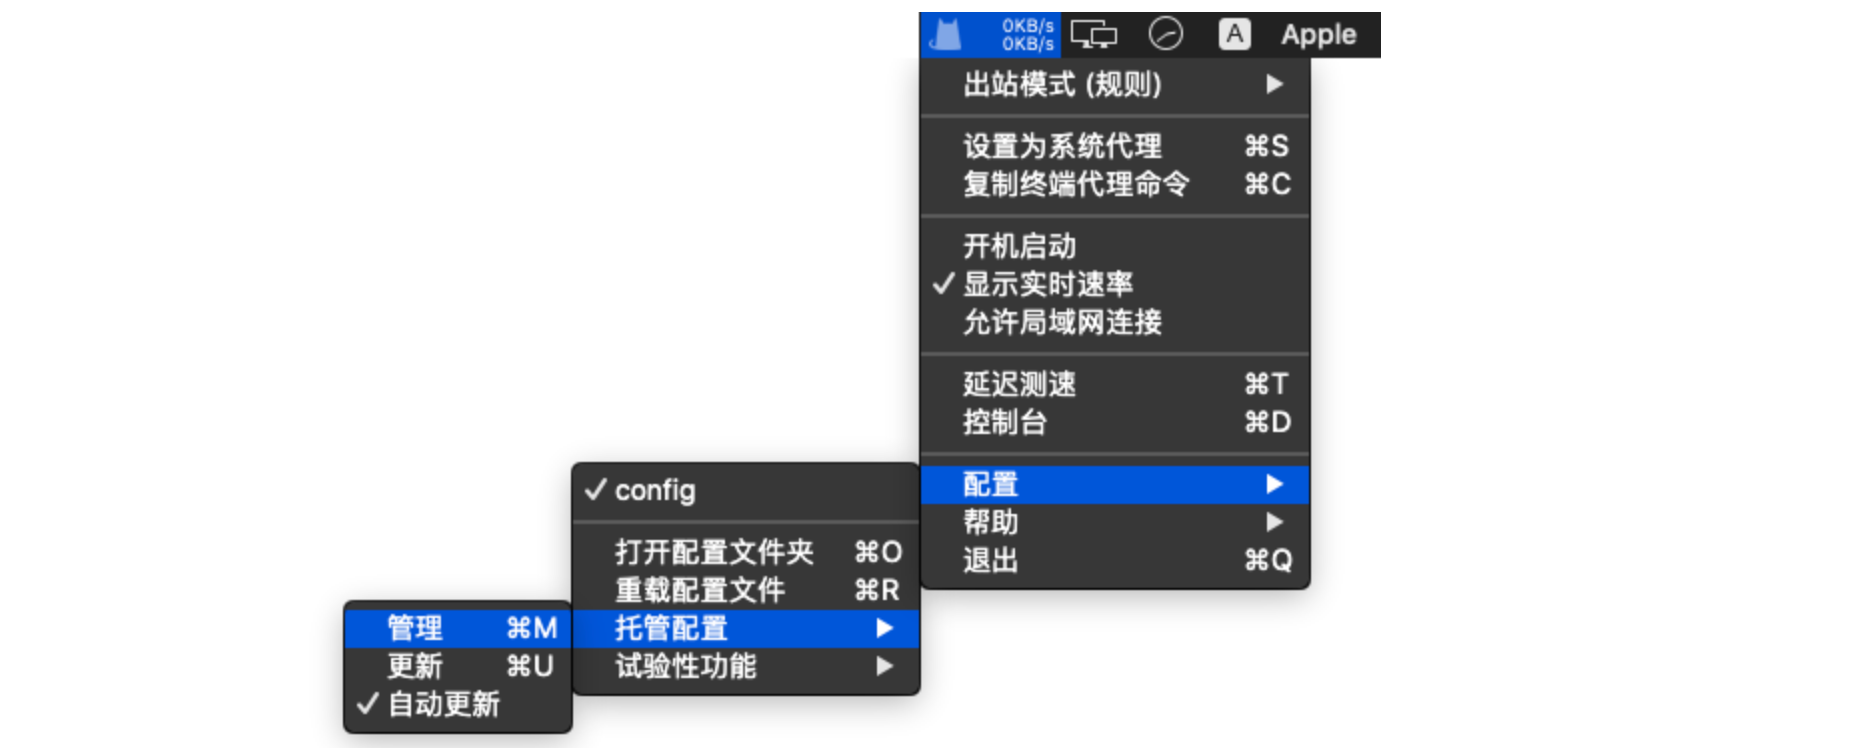 0KB/s
0KB/s
A
Apple
出站模式 (规则) ▶
设置为系统代理 ⌘S
复制终端代理命令 ⌘C
开机启动
✓ 显示实时速率
允许局域网连接
延迟测速 ⌘T
控制台 ⌘D
配置 ▶
帮助 ▶
退出 ⌘Q
✓ config
打开配置文件夹 ⌘O
重载配置文件 ⌘R
托管配置 ▶
试验性功能 ▶
管理 ⌘M
更新 ⌘U
✓ 自动更新